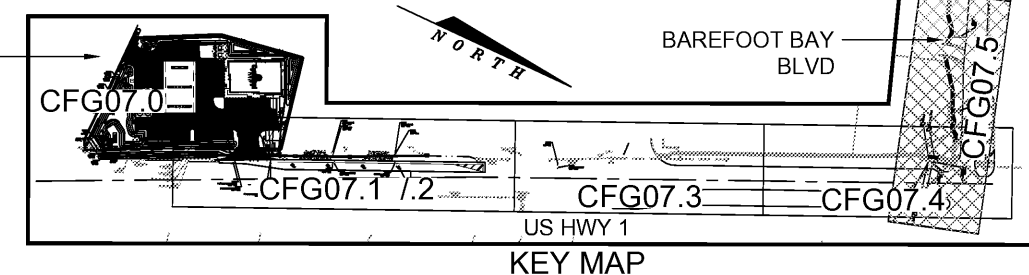 NORTH
BAREFOOT BAY
BLVD
CFG07.5
CFG07.0
CFG07.1 /.2
CFG07.3
CFG07.4
US HWY 1
KEY MAP